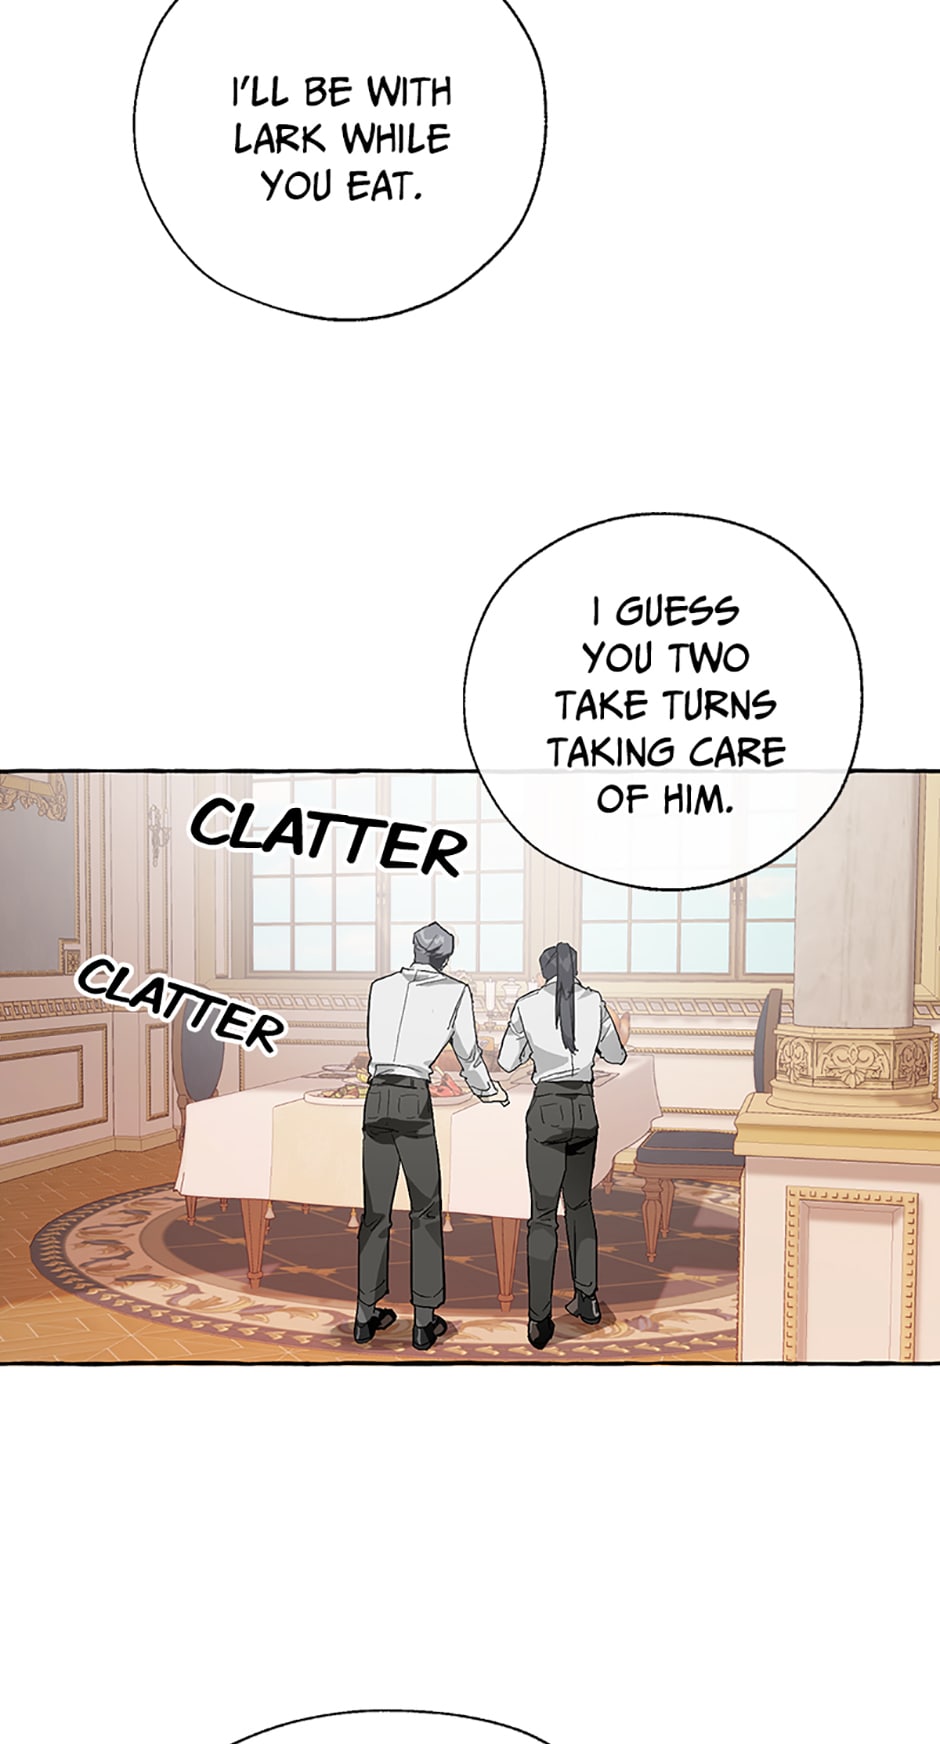 I'LL BE WITH
LARK WHILE
YOU EAT.
I GUESS
YOU TWO
TAKE TURNS
TAKING CARE
OF HIM.
CLATTER
CLATTER